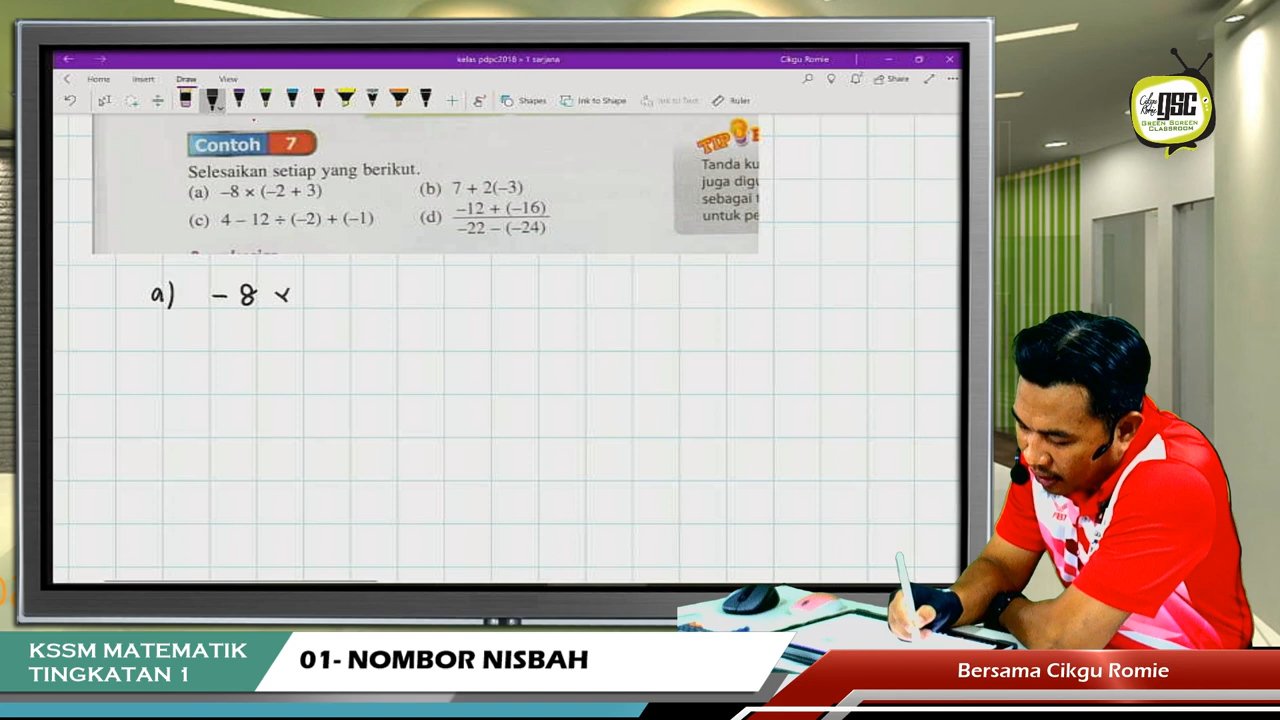 kelas pdpc2018 » 1 sarjana
Cikgu Romie
Home Insert Draw View
Share
Shapes Ink to Shape Ink to Text Ruler
Contoh 7
Selesaikan setiap yang berikut.
(a) –8 × (–2 + 3) (b) 7 + 2(–3)
(c) 4 – 12 ÷ (–2) + (–1) (d) –12 + (–16)
–22 – (–24)
TIP
Tanda ku
juga digu
sebagai
untuk pe
a) – 8 ×
Cikgu Romie gsc
GREEN SCREEN
CLASSROOM
KSSM MATEMATIK
TINGKATAN 1
01- NOMBOR NISBAH
Bersama Cikgu Romie